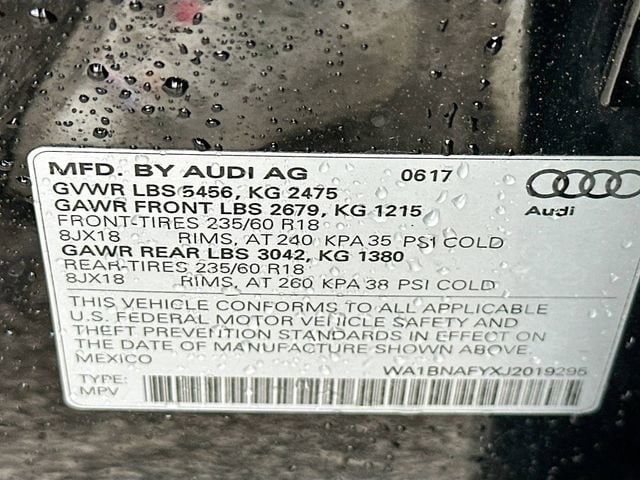 MFD. BY AUDI AG 0617
GVWR LBS 5456, KG 2475
GAWR FRONT LBS 2679, KG 1215
Audi
FRONT-TIRES 235/60 R18
8JX18 RIMS, AT 240 KPA 35 PSI COLD
GAWR REAR LBS 3042, KG 1380
REAR-TIRES 235/60 R18
8JX18 RIMS, AT 260 KPA 38 PSI COLD
THIS VEHICLE CONFORMS TO ALL APPLICABLE
U.S. FEDERAL MOTOR VEHICLE SAFETY AND
THEFT PREVENTION STANDARDS IN EFFECT ON
THE DATE OF MANUFACTURE SHOWN ABOVE
MEXICO WA1BNAFYXJ2019295
TYPE:
MPV